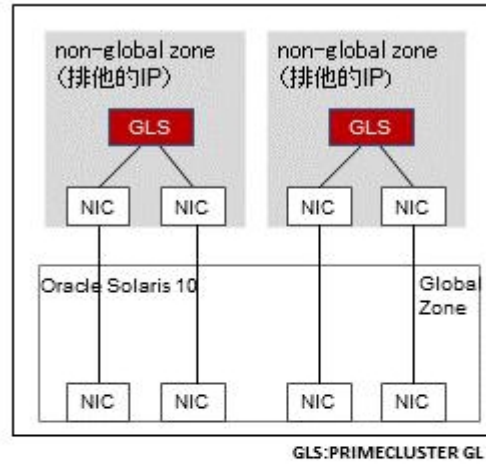 non-global zone
(排他的IP)
GLS
NIC
NIC
non-global zone
(排他的IP)
GLS
NIC
NIC
Oracle Solaris 10
Global
Zone
NIC
NIC
NIC
NIC
GLS:PRIMECLUSTER GL